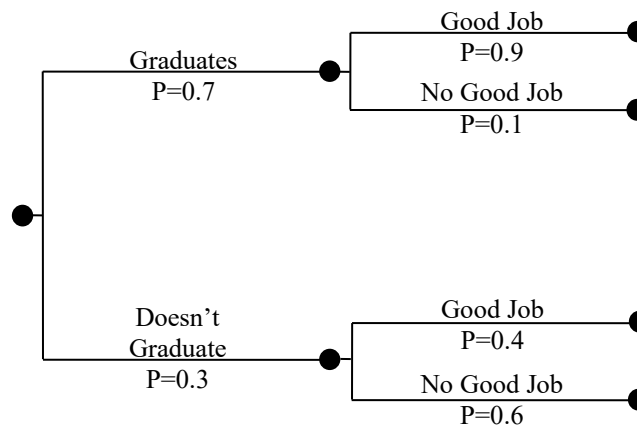 Good Job
P=0.9
Graduates
P=0.7
No Good Job
P=0.1
Doesn’t
Graduate
P=0.3
Good Job
P=0.4
No Good Job
P=0.6